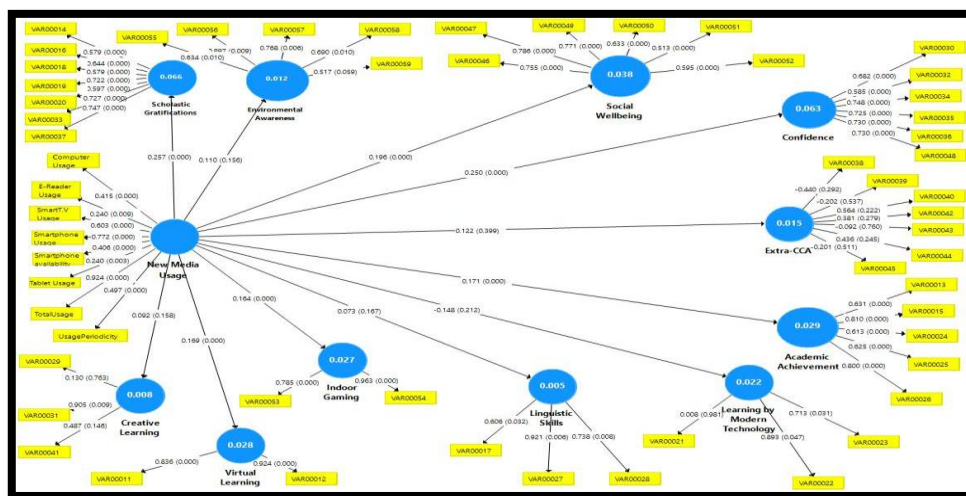 VAR00014
VAR00016
VAR00018
VAR00019
VAR00020
VAR00033
VAR00037
0.579 (0.000)
0.644 (0.000)
0.579 (0.000)
0.722 (0.000)
0.597 (0.000)
0.727 (0.000)
0.747 (0.000)
0.066
Scholastic
Gratifications
VAR00055
VAR00056
VAR00057
VAR00058
VAR00059
0.634 (0.010)
(0.009)
0.768 (0.006)
0.690 (0.010)
0.517 (0.059)
0.012
Environmental
Awareness
VAR00046
VAR00047
VAR00049
VAR00050
VAR00051
VAR00052
0.755 (0.000)
0.786 (0.000)
0.771 (0.000)
0.633 (0.000)
0.513 (0.000)
0.595 (0.000)
0.038
Social
Wellbeing
VAR00030
VAR00032
VAR00034
VAR00035
VAR00036
VAR00048
0.682 (0.000)
0.585 (0.000)
0.748 (0.000)
0.725 (0.000)
0.730 (0.000)
0.730 (0.000)
0.063
Confidence
0.257 (0.000)
0.110 (0.156)
0.196 (0.000)
0.250 (0.000)
0.122 (0.399)
0.171 (0.000)
-0.148 (0.212)
0.073 (0.167)
0.164 (0.000)
0.169 (0.000)
0.092 (0.158)
Computer
Usage
E-Reader
Usage
SmartT.V
Usage
Smartphone
Usage
Smartphone
availability
Tablet Usage
TotalUsage
UsagePeriodicity
0.415 (0.000)
0.240 (0.009)
0.603 (0.000)
0.772 (0.000)
0.406 (0.000)
0.240 (0.003)
0.924 (0.000)
0.497 (0.000)
New Media
Usage
VAR00038
VAR00039
VAR00040
VAR00042
VAR00043
VAR00044
VAR00045
-0.440 (0.292)
-0.202 (0.537)
0.564 (0.222)
0.381 (0.279)
-0.092 (0.760)
0.436 (0.245)
-0.201 (0.511)
0.015
Extra-CCA
VAR00013
VAR00015
VAR00024
VAR00025
VAR00026
0.631 (0.000)
0.810 (0.000)
0.613 (0.000)
0.625 (0.000)
0.800 (0.000)
0.029
Academic
Achievement
VAR00029
VAR00031
VAR00041
0.130 (0.763)
0.905 (0.009)
0.487 (0.146)
0.008
Creative
Learning
VAR00011
VAR00012
0.836 (0.000)
0.924 (0.000)
0.028
Virtual
Learning
0.027
Indoor
Gaming
0.785 (0.000)
0.963 (0.000)
VAR00053
VAR00054
0.005
Linguistic
Skills
0.606 (0.032)
0.921 (0.006)
0.738 (0.008)
VAR00017
VAR00027
VAR00028
0.022
Learning by
Modern
Technology
0.008 (0.981)
0.893 (0.047)
0.713 (0.031)
VAR00021
VAR00022
VAR00023